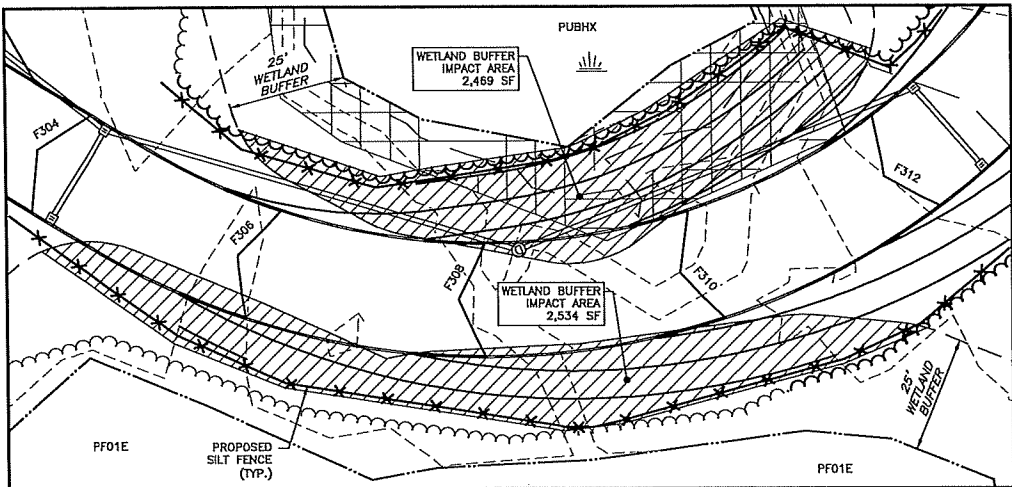 PUBHX
WETLAND BUFFER
IMPACT AREA
2,469 SF
25'
WETLAND
BUFFER
F304
F312
F306
F308
F310
WETLAND BUFFER
IMPACT AREA
2,534 SF
25'
WETLAND
BUFFER
PF01E
PROPOSED
SILT FENCE
(TYP.)
PF01E